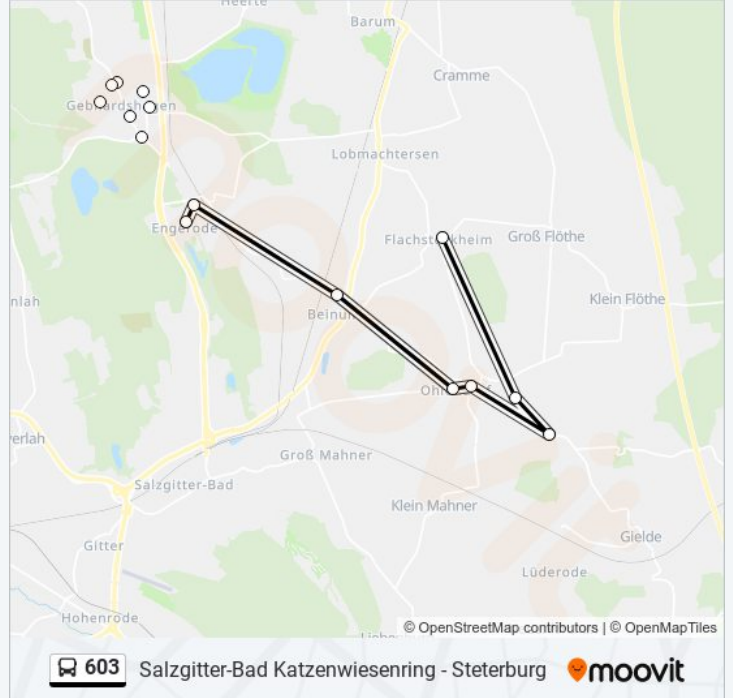 Heerte
Barum
Cramme
Gebhardshagen
Lobmachtersen
Engerode
Flachstöckheim
Groß Flöthe
nlah
Klein Flöthe
Beinum
Ohlendorf
erlah
Groß Mahner
Salzgitter-Bad
Klein Mahner
Gitter
Gielde
Lüderode
Hohenrode
© OpenStreetMap contributors | © OpenMapTiles
603 Salzgitter-Bad Katzenwiesenring - Steterburg moovit